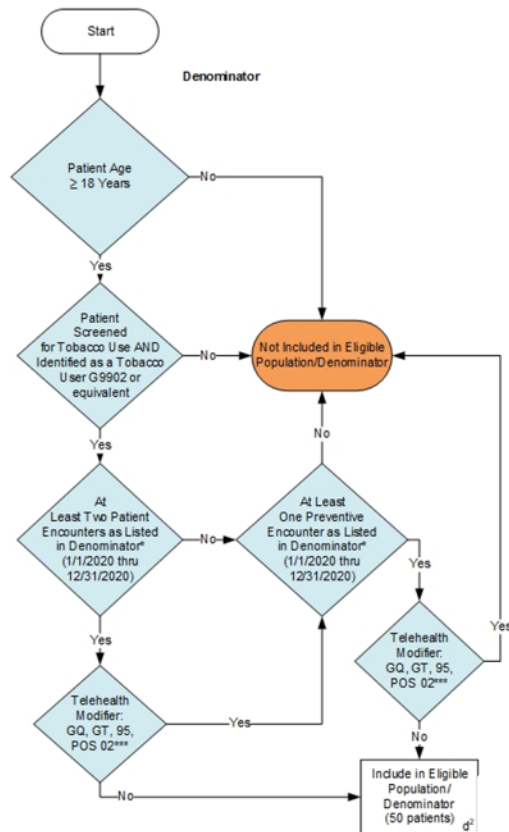 Start
Denominator
Patient Age
≥ 18 Years
No
Yes
Patient
Screened
for Tobacco Use AND
Identified as a Tobacco
User G9902 or
equivalent
No
Not Included in Eligible
Population/Denominator
Yes
No
At
Least Two Patient
Encounters as Listed
in Denominator*
(1/1/2020 thru
12/31/2020)
No
At Least
One Preventive
Encounter as Listed
in Denominator*
(1/1/2020 thru
12/31/2020)
Yes
Yes
Telehealth
Modifier:
GQ, GT, 95,
POS 02***
Yes
Telehealth
Modifier:
GQ, GT, 95,
POS 02***
Yes
No
No
Include in Eligible
Population/
Denominator
(50 patients) d²